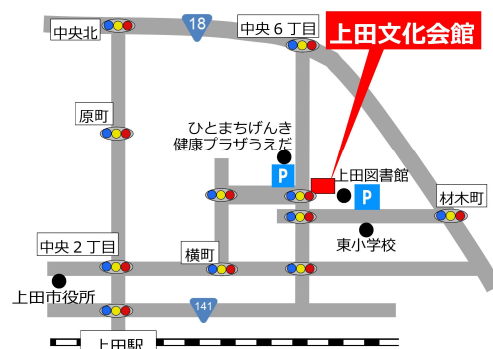 中央北
18
中央6丁目
上田文化会館
原町
ひとまちげんき
健康プラザうえだ
P
上田図書館
P
材木町
東小学校
中央2丁目
横町
上田市役所
141
上田駅